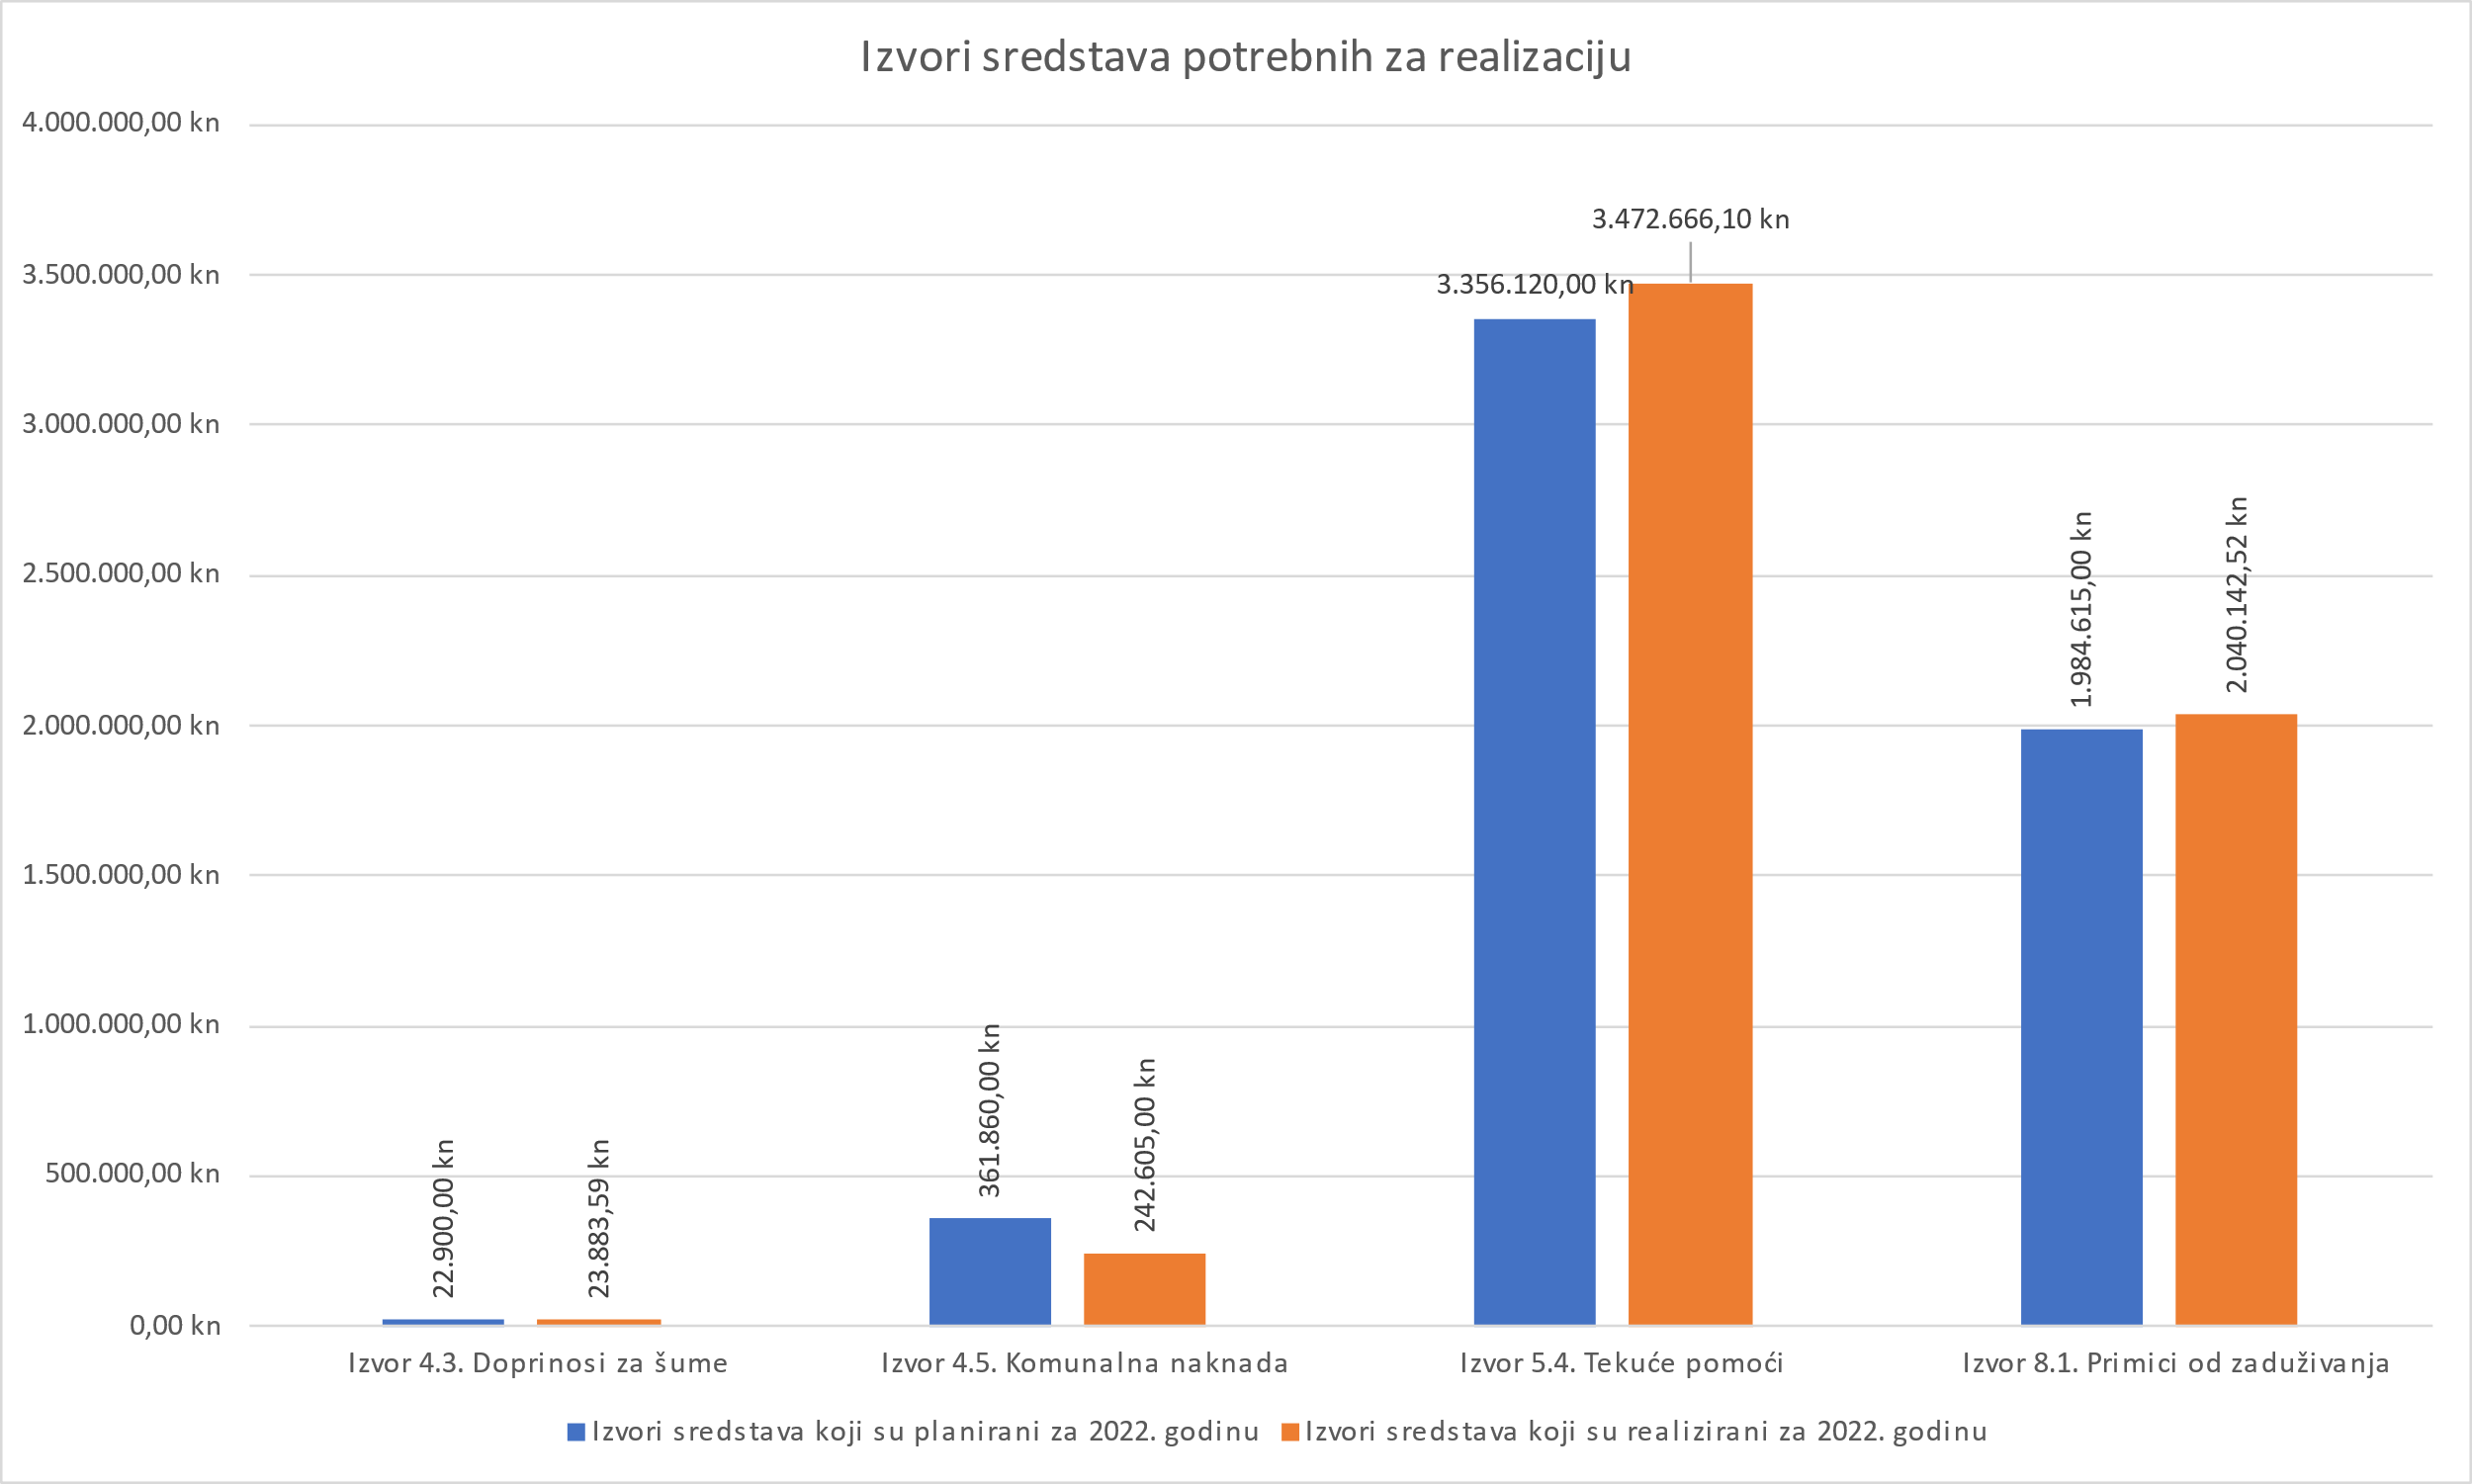 Izvori sredstava potrebnih za realizaciju
4.000.000,00 kn
3.500.000,00 kn
3.000.000,00 kn
2.500.000,00 kn
2.000.000,00 kn
1.500.000,00 kn
1.000.000,00 kn
500.000,00 kn
0,00 kn
22.900,00 kn
23.883,59 kn
361.860,00 kn
242.605,00 kn
3.356.120,00 kn
3.472.666,10 kn
1.984.615,00 kn
2.040.142,52 kn
Izvor 4.3. Doprinosi za šume
Izvor 4.5. Komunalna naknada
Izvor 5.4. Tekuće pomoći
Izvor 8.1. Primici od zaduživanja
Izvori sredstava koji su planirani za 2022. godinu
Izvori sredstava koji su realizirani za 2022. godinu